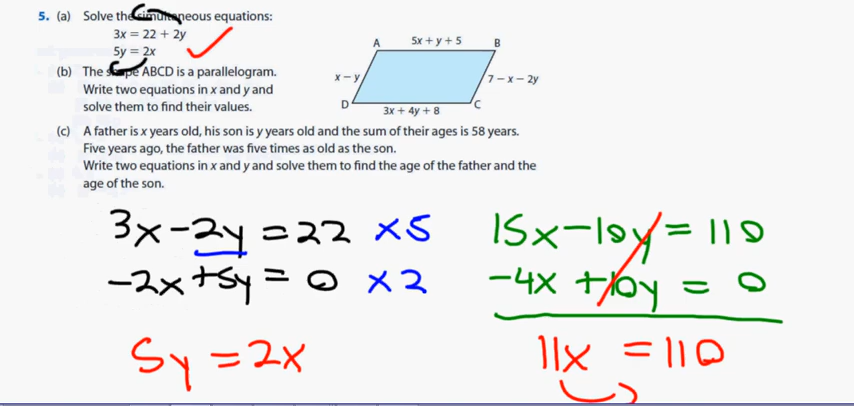 5. (a) Solve the simultaneous equations:
3x = 22 + 2y
5y = 2x
(b) The shape ABCD is a parallelogram.
Write two equations in x and y and
solve them to find their values.
A 5x + y + 5 B
x − y 7 − x − 2y
D 3x + 4y + 8 C
(c) A father is x years old, his son is y years old and the sum of their ages is 58 years.
Five years ago, the father was five times as old as the son.
Write two equations in x and y and solve them to find the age of the father and the
age of the son.
3x-2y = 22 x5
-2x+5y = 0 x2
5y = 2x
15x-10y = 110
-4x +10y = 0
11x = 110